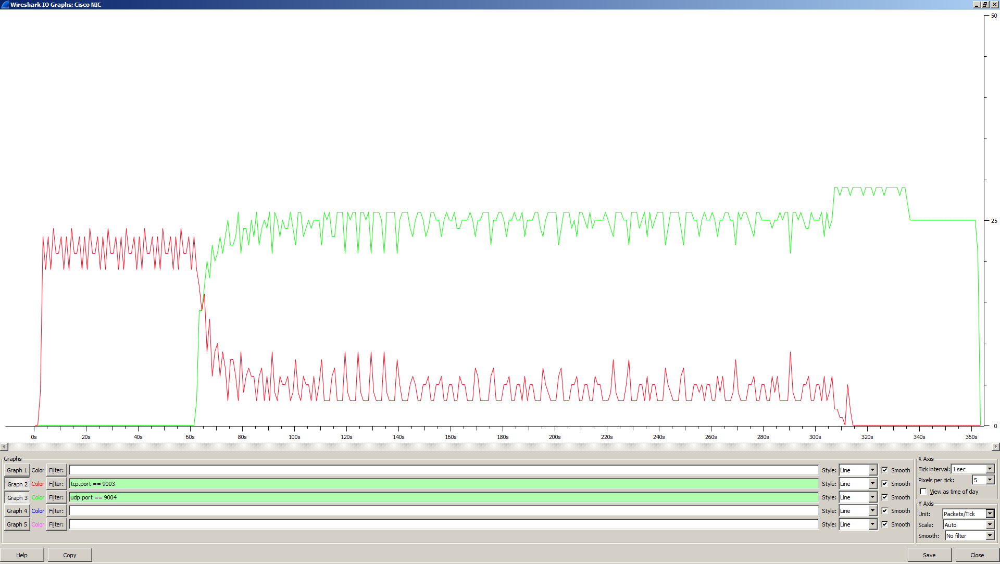 Wireshark IO Graphs: Cisco NIC
50
25
0
0s 20s 40s 60s 80s 100s 120s 140s 160s 180s 200s 220s 240s 260s 280s 300s 320s 340s 360s
Graphs
Graph 1 Color Filter: Style: Line Smooth
Graph 2 Color Filter: tcp.port == 9003 Style: Line Smooth
Graph 3 Color Filter: udp.port == 9004 Style: Line Smooth
Graph 4 Color Filter: Style: Line Smooth
Graph 5 Color Filter: Style: Line Smooth
X Axis
Tick interval: 1 sec
Pixels per tick: 5
View as time of day
Y Axis
Unit: Packets/Tick
Scale: Auto
Smooth: No filter
Help Copy Save Close